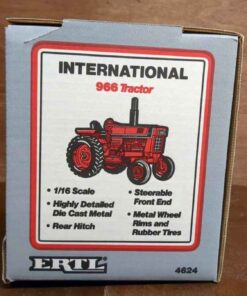 INTERNATIONAL
966 Tractor
• 1/16 Scale
• Highly Detailed
Die Cast Metal
• Rear Hitch
• Steerable
Front End
• Metal Wheel
Rims and
Rubber Tires
ERTL
4624